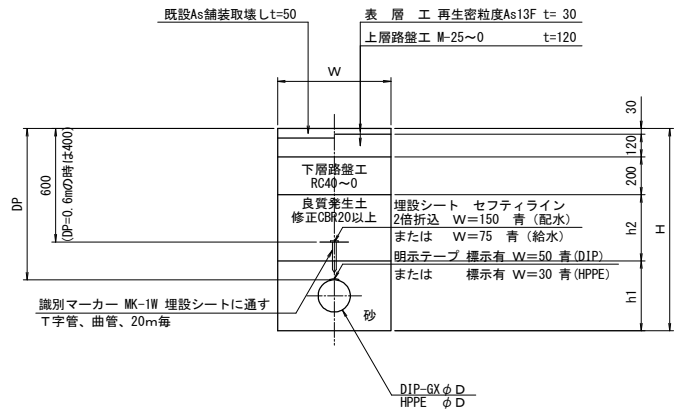 既設As舗装取壊しt=50
表 層 工 再生密粒度As13F t= 30
上層路盤工 M-25～0 t=120
W
30
120
200
h2
h1
H
DP
600
(DP=0.6mの時は400)
下層路盤工
RC40～0
良質発生土
修正CBR20以上
埋設シート セフティライン
2倍折込 W＝150 青(配水)
または W＝75 青(給水)
明示テープ 標示有 W＝50 青(DIP)
または 標示有 W＝30 青(HPPE)
識別マーカー MK-1W 埋設シートに通す
T字管、曲管、20m毎
砂
DIP-GXφD
HPPE φD